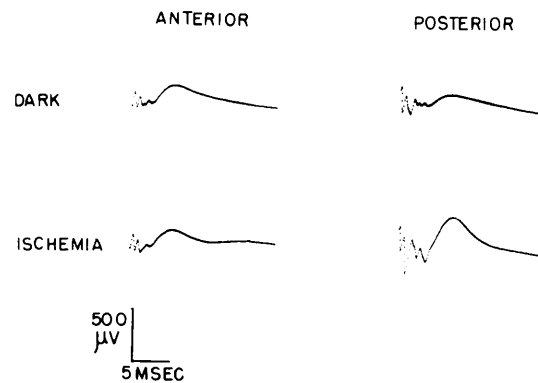 ANTERIOR POSTERIOR
DARK
ISCHEMIA
500
μV
5 MSEC